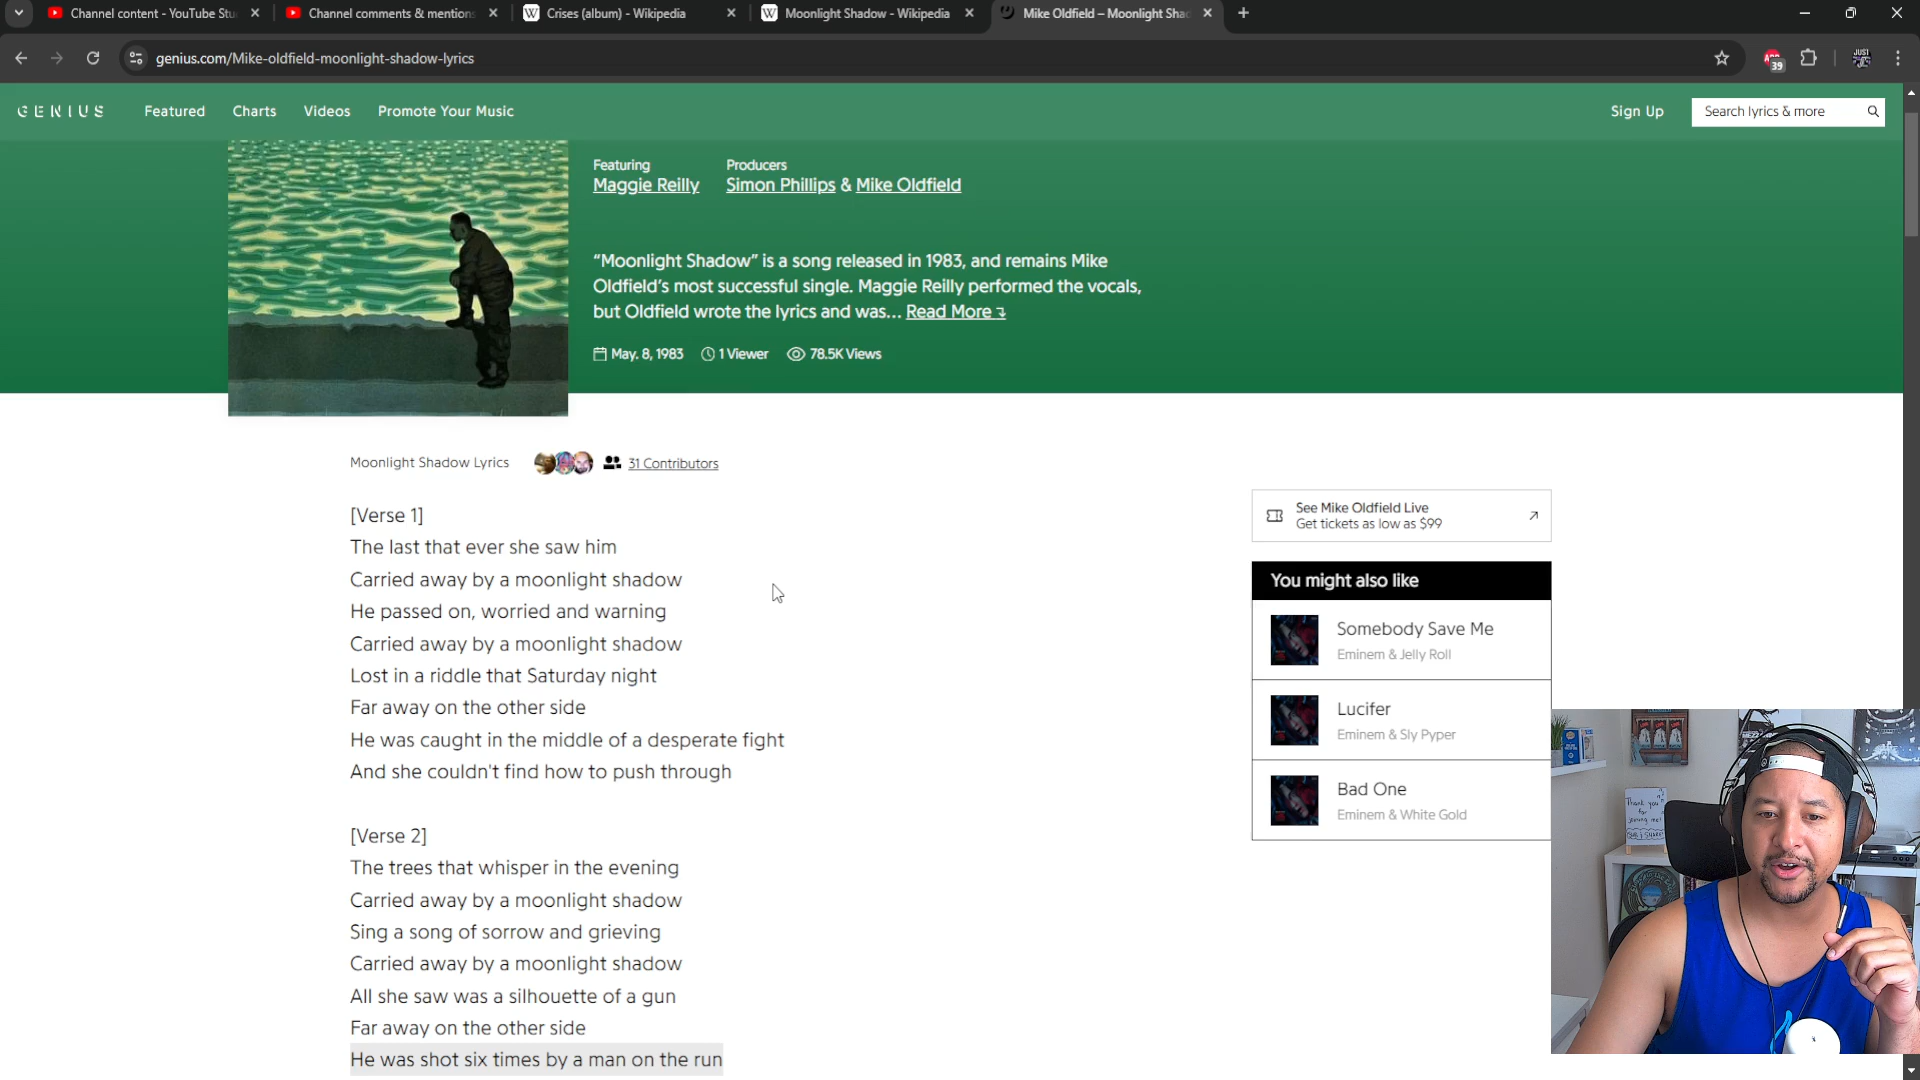 Channel content - YouTube Stu
Channel comments & mentions
Crises (album) - Wikipedia
Moonlight Shadow - Wikipedia
Mike Oldfield – Moonlight Shad
genius.com/Mike-oldfield-moonlight-shadow-lyrics
39
GENIUS
Featured
Charts
Videos
Promote Your Music
Sign Up
Search lyrics & more
Featuring
Maggie Reilly
Producers
Simon Phillips & Mike Oldfield
“Moonlight Shadow” is a song released in 1983, and remains Mike
Oldfield’s most successful single. Maggie Reilly performed the vocals,
but Oldfield wrote the lyrics and was... Read More
May. 8, 1983
1 Viewer
78.5K Views
Moonlight Shadow Lyrics
31 Contributors
[Verse 1]
The last that ever she saw him
Carried away by a moonlight shadow
He passed on, worried and warning
Carried away by a moonlight shadow
Lost in a riddle that Saturday night
Far away on the other side
He was caught in the middle of a desperate fight
And she couldn't find how to push through
[Verse 2]
The trees that whisper in the evening
Carried away by a moonlight shadow
Sing a song of sorrow and grieving
Carried away by a moonlight shadow
All she saw was a silhouette of a gun
Far away on the other side
He was shot six times by a man on the run
See Mike Oldfield Live
Get tickets as low as $99
You might also like
Somebody Save Me
Eminem & Jelly Roll
Lucifer
Eminem & Sly Pyper
Bad One
Eminem & White Gold
Thank you
for